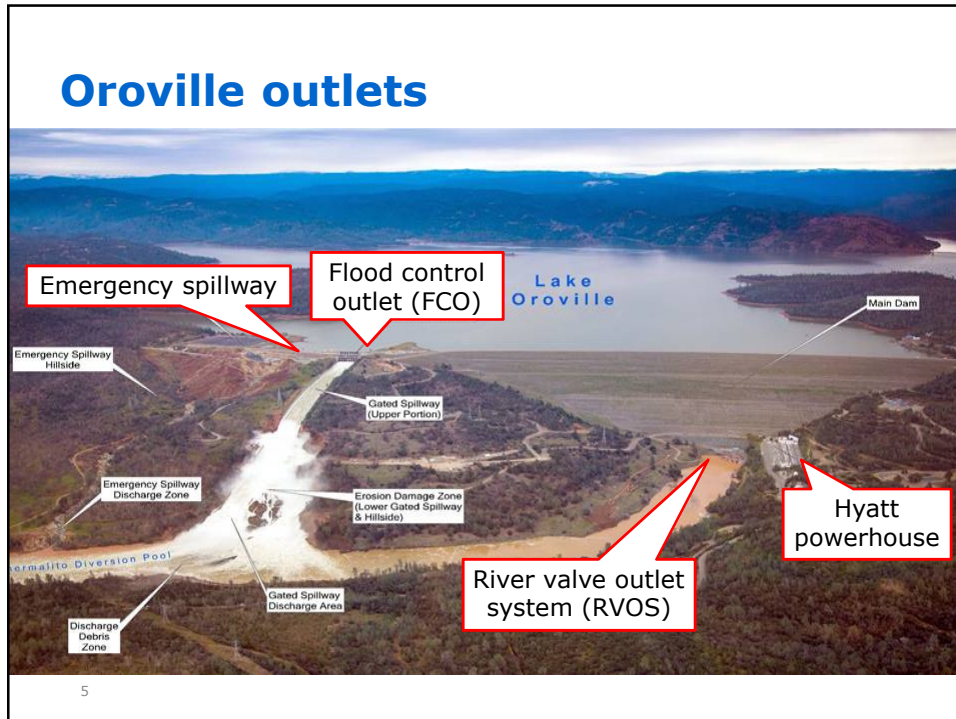 Oroville outlets
Emergency spillway
Flood control
outlet (FCO)
Lake
Oroville
Main Dam
Emergency Spillway
Hillside
Gated Spillway
(Upper Portion)
Emergency Spillway
Discharge Zone
Erosion Damage Zone
(Lower Gated Spillway
& Hillside)
Hyatt
powerhouse
hermalito Diversion Pool
River valve outlet
system (RVOS)
Gated Spillway
Discharge Area
Discharge
Debris
Zone
5